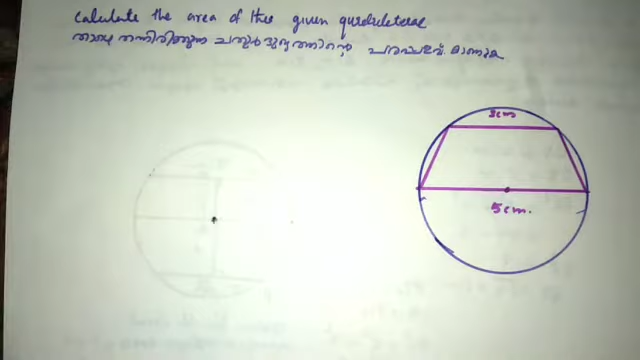 Calculate the area of the given quadrilateral
താഴെ തന്നിരിക്കുന്ന ചതുർഭുജത്തിന്റെ പരപ്പളവ് കാണുക
3cm
5cm.